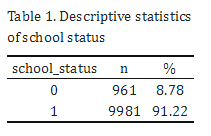 Table 1. Descriptive statistics
of school status
school_status n %
0 961 8.78
1 9981 91.22